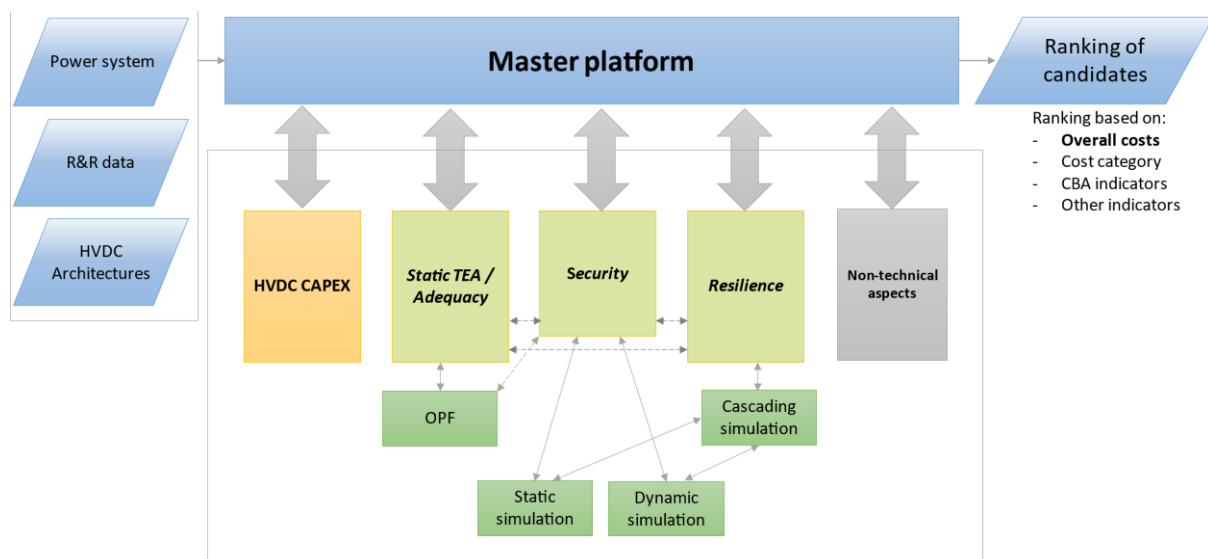 Power system
R&R data
HVDC
Architectures
Master platform
Ranking of
candidates
Ranking based on:
- Overall costs
- Cost category
- CBA indicators
- Other indicators
HVDC CAPEX
Static TEA /
Adequacy
Security
Resilience
Non-technical
aspects
OPF
Cascading
simulation
Static
simulation
Dynamic
simulation